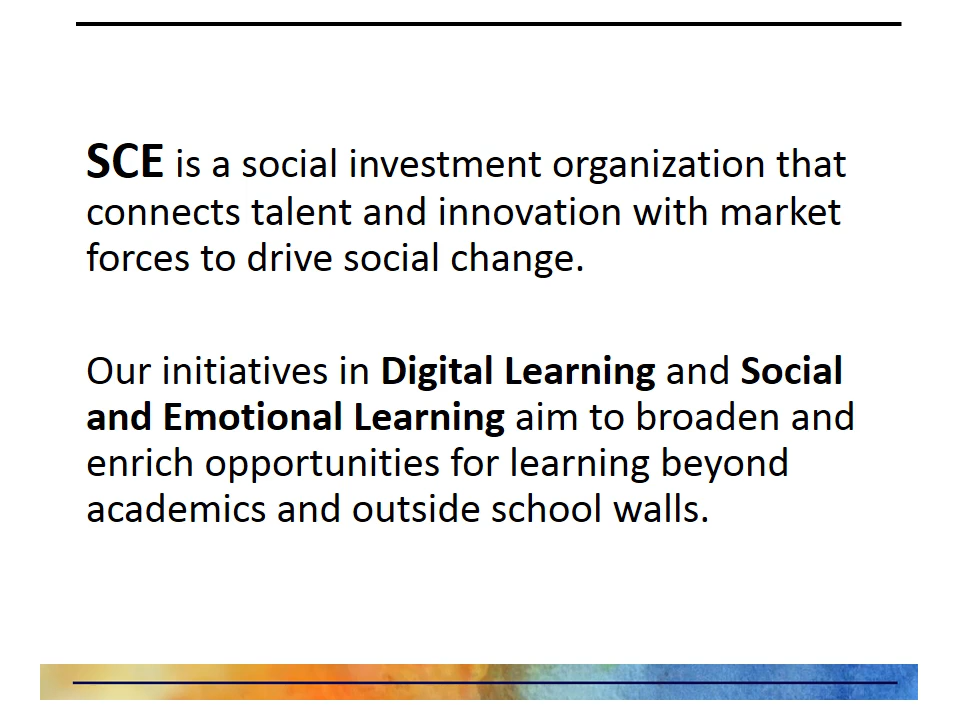 SCE is a social investment organization that
connects talent and innovation with market
forces to drive social change.
Our initiatives in Digital Learning and Social
and Emotional Learning aim to broaden and
enrich opportunities for learning beyond
academics and outside school walls.